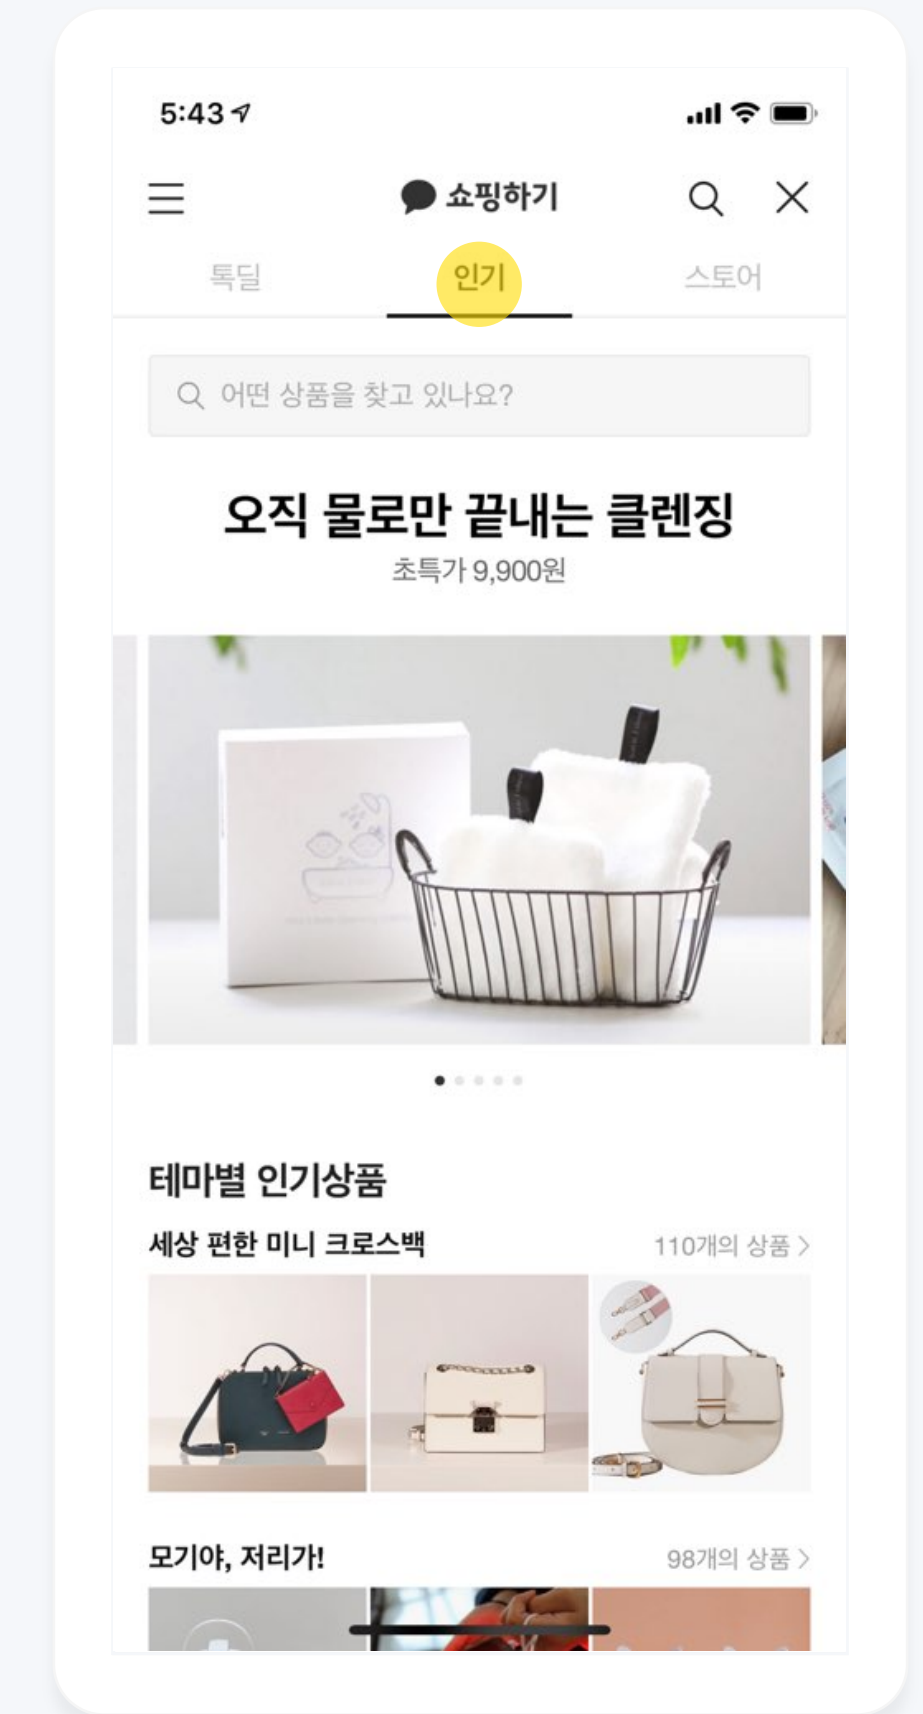 5:43
쇼핑하기
톡딜 인기 스토어
어떤 상품을 찾고 있나요?
오직 물로만 끝내는 클렌징
초특가 9,900원
테마별 인기상품
세상 편한 미니 크로스백 110개의 상품 >
모기야, 저리가! 98개의 상품 >